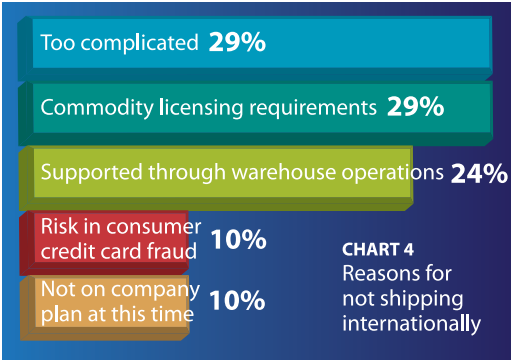 Too complicated 29%
Commodity licensing requirements 29%
Supported through warehouse operations 24%
Risk in consumer
credit card fraud 10%
Not on company
plan at this time 10%
CHART 4
Reasons for
not shipping
internationally